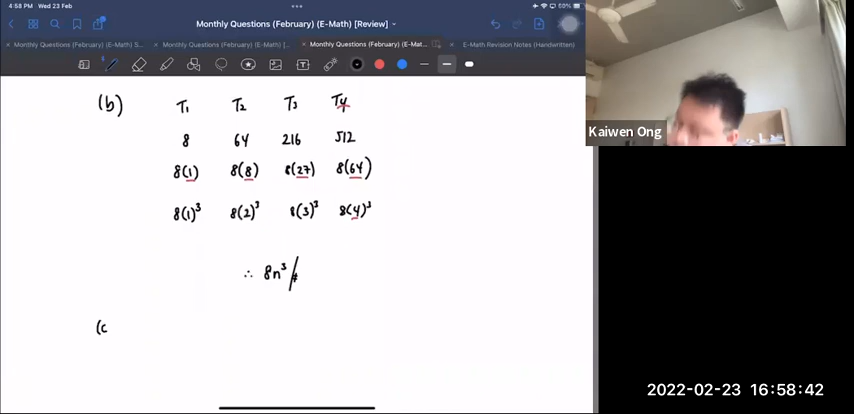 4:58 PM Wed 23 Feb
59%
Monthly Questions (February) (E-Math) [Review]
Monthly Questions (February) (E-Math) S...
Monthly Questions (February) (E-Math) [...
Monthly Questions (February) (E-Mat...
E-Math Revision Notes (Handwritten)
Kaiwen Ong
(b) T1 T2 T3 T4
8 64 216 512
8(1) 8(8) 8(27) 8(64)
8(1)³ 8(2)³ 8(3)³ 8(4)³
∴ 8n³
(c
2022-02-23 16:58:42